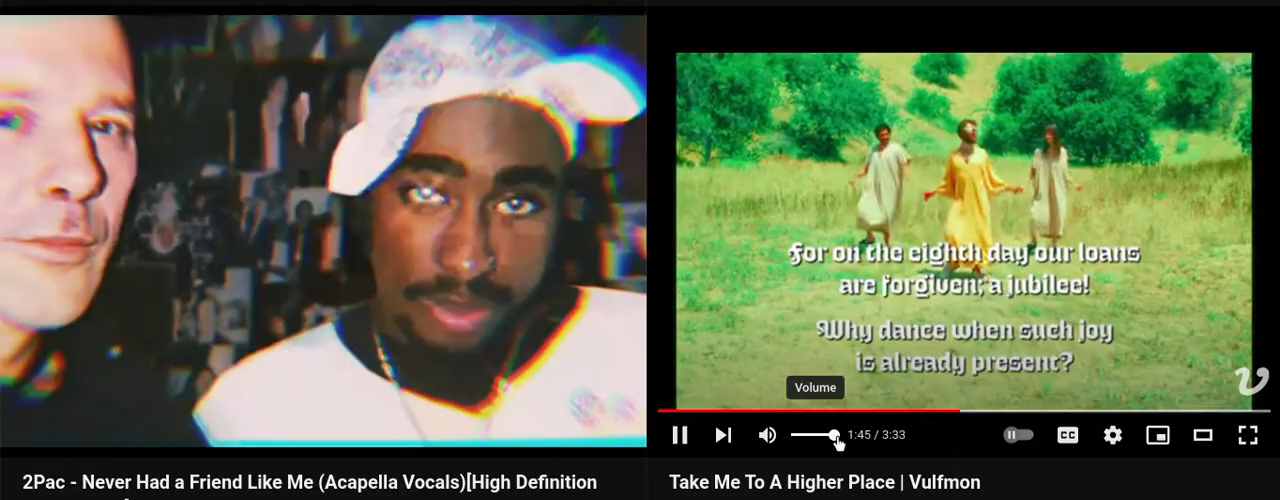 For on the eighth day our loans
are forgiven; a jubilee!
Why dance when such joy
is already present?
Volume
1:45 / 3:33
CC
2Pac - Never Had a Friend Like Me (Acapella Vocals)[High Definition
Take Me To A Higher Place | Vulfmon